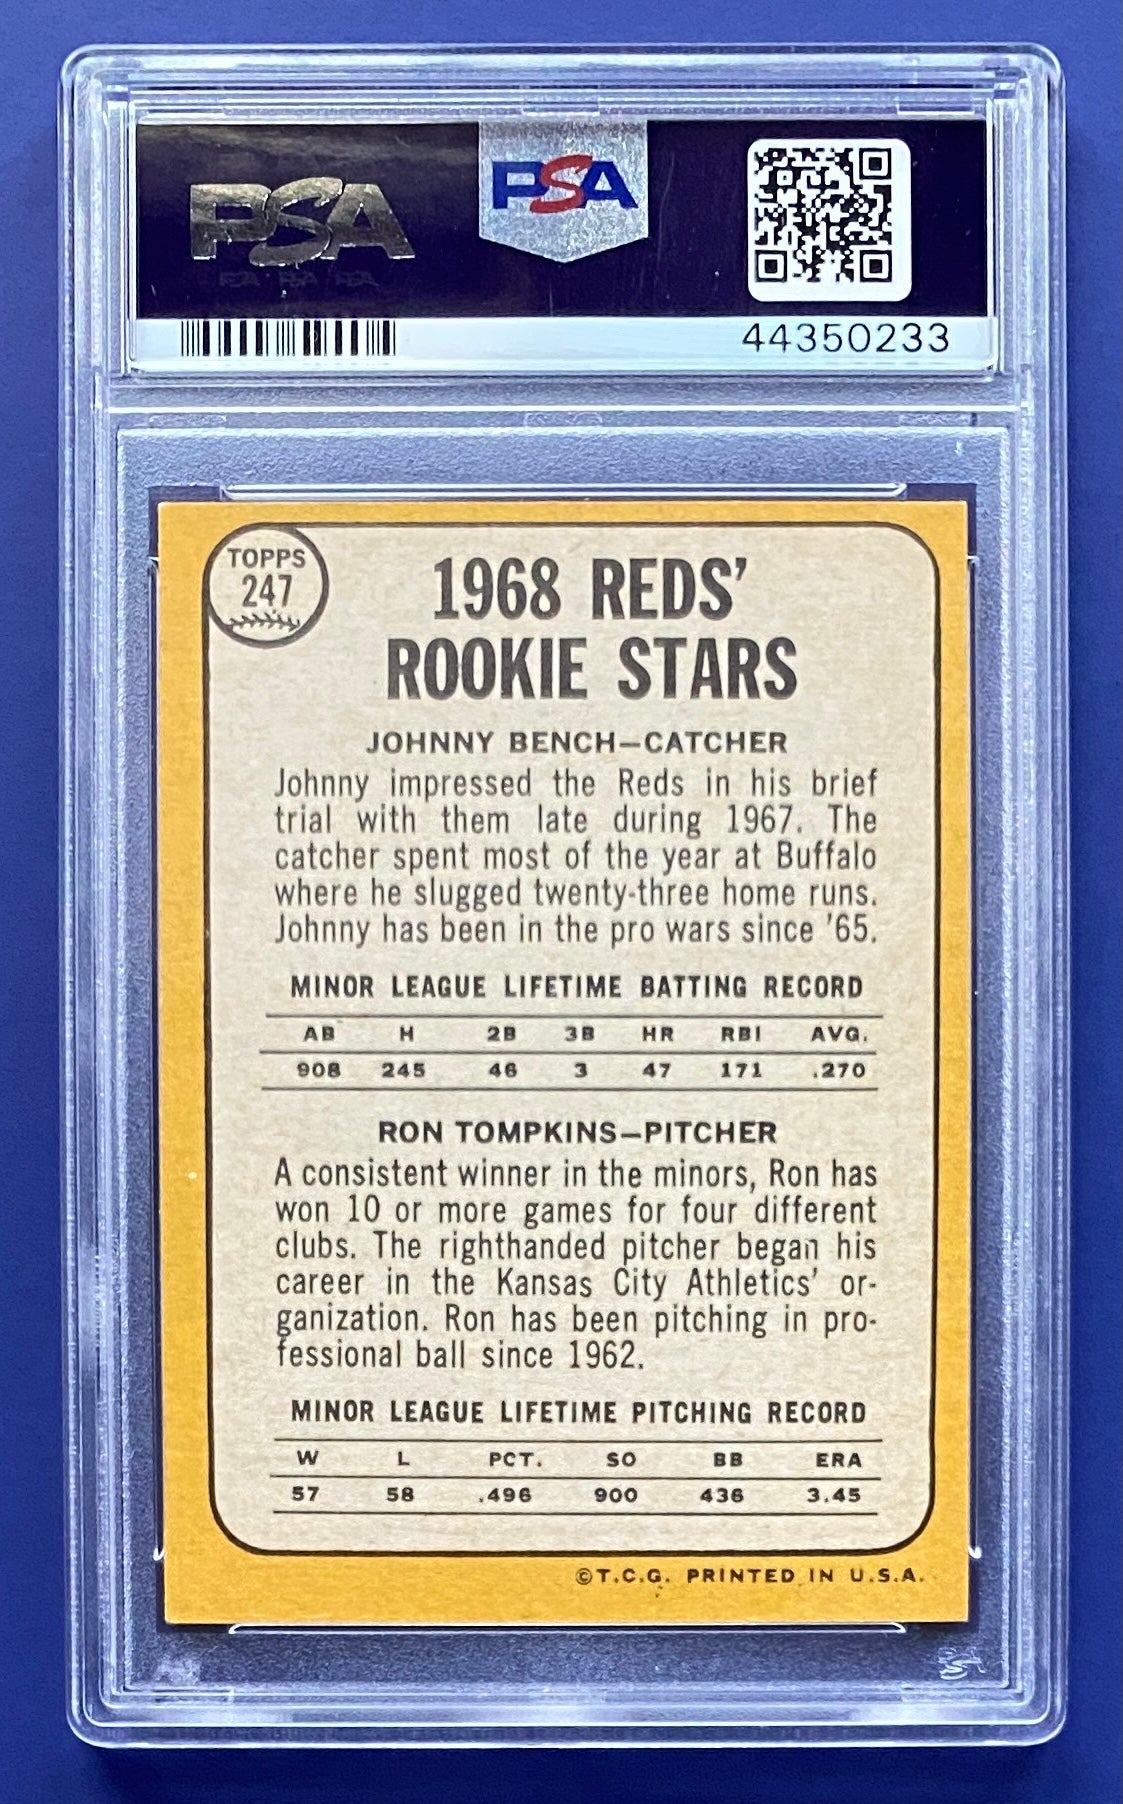 PSA
PSA
44350233
TOPPS
247
1968 REDS'
ROOKIE STARS
JOHNNY BENCH—CATCHER
Johnny impressed the Reds in his brief
trial with them late during 1967. The
catcher spent most of the year at Buffalo
where he slugged twenty-three home runs.
Johnny has been in the pro wars since '65.
MINOR LEAGUE LIFETIME BATTING RECORD
AB H 2B 3B HR RBI AVG.
908 245 46 3 47 171 .270
RON TOMPKINS—PITCHER
A consistent winner in the minors, Ron has
won 10 or more games for four different
clubs. The righthanded pitcher began his
career in the Kansas City Athletics' or-
ganization. Ron has been pitching in pro-
fessional ball since 1962.
MINOR LEAGUE LIFETIME PITCHING RECORD
W L PCT. SO BB ERA
57 58 .496 900 436 3.45
©T.C.G. PRINTED IN U.S.A.
PSA